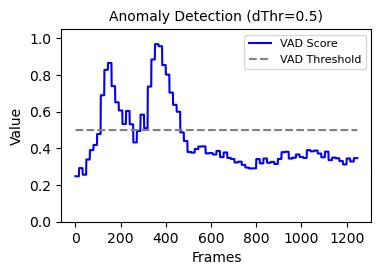 Anomaly Detection (dThr=0.5)
1.0
0.8
0.6
0.4
0.2
0.0
Value
VAD Score
VAD Threshold
0 200 400 600 800 1000 1200
Frames